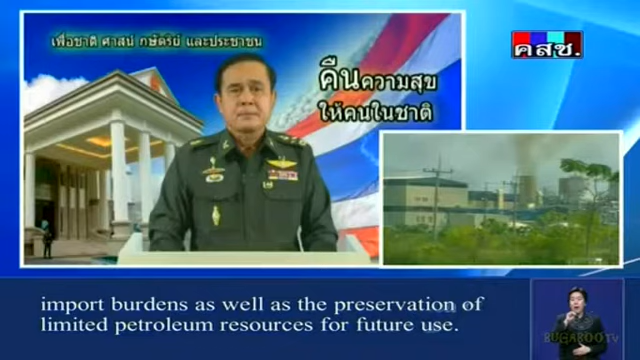 เพื่อชาติ ศาสน์ กษัตริย์ และประชาชน
คสช.
คืนความสุข
ให้คนในชาติ
import burdens as well as the preservation of
limited petroleum resources for future use.
BUGABOO TV